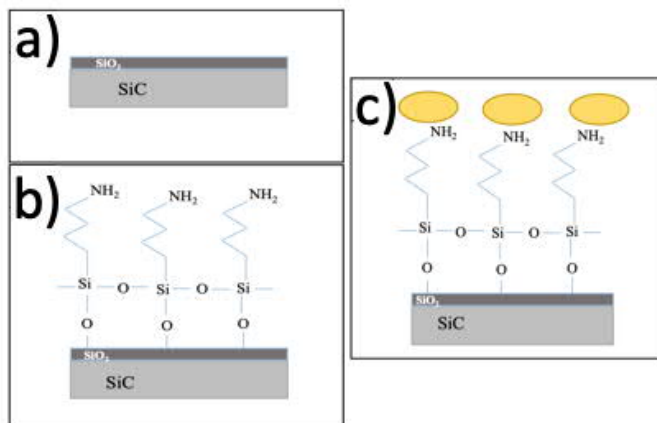 a)
SiO₂
SiC
b)
NH₂ NH₂ NH₂
Si O Si O Si
O O O
SiO₂
SiC
c)
NH₂ NH₂ NH₂
Si O Si O Si
O O O
SiO₂
SiC